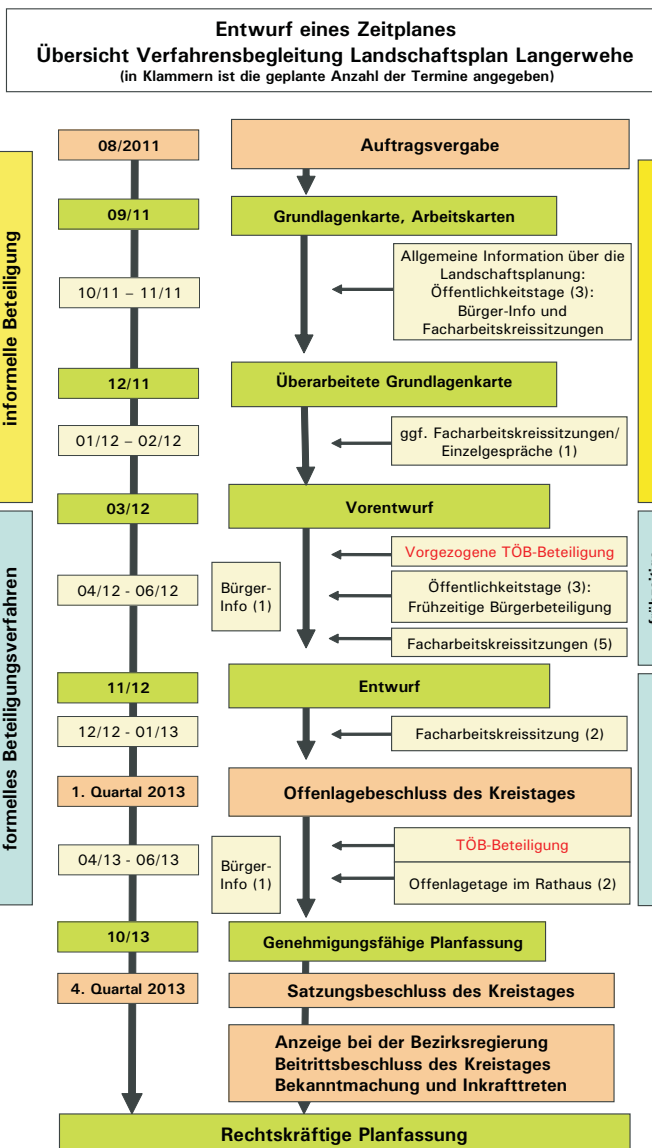 Entwurf eines Zeitplanes
Übersicht Verfahrensbegleitung Landschaftsplan Langerwehe
(in Klammern ist die geplante Anzahl der Termine angegeben)
informelle Beteiligung
08/2011
Auftragsvergabe
09/11
Grundlagenkarte, Arbeitskarten
10/11 – 11/11
Allgemeine Information über die
Landschaftsplanung:
Öffentlichkeitstage (3):
Bürger-Info und
Facharbeitskreissitzungen
12/11
Überarbeitete Grundlagenkarte
01/12 – 02/12
ggf. Facharbeitskreissitzungen/
Einzelgespräche (1)
formelles Beteiligungsverfahren
03/12
Vorentwurf
04/12 - 06/12
Bürger-
Info (1)
Vorgezogene TÖB-Beteiligung
Öffentlichkeitstage (3):
Frühzeitige Bürgerbeteiligung
Facharbeitskreissitzungen (5)
11/12
Entwurf
12/12 - 01/13
Facharbeitskreissitzung (2)
1. Quartal 2013
Offenlagebeschluss des Kreistages
04/13 - 06/13
Bürger-
Info (1)
TÖB-Beteiligung
Offenlagetage im Rathaus (2)
10/13
Genehmigungsfähige Planfassung
4. Quartal 2013
Satzungsbeschluss des Kreistages
Anzeige bei der Bezirksregierung
Beitrittsbeschluss des Kreistages
Bekanntmachung und Inkrafttreten
Rechtskräftige Planfassung